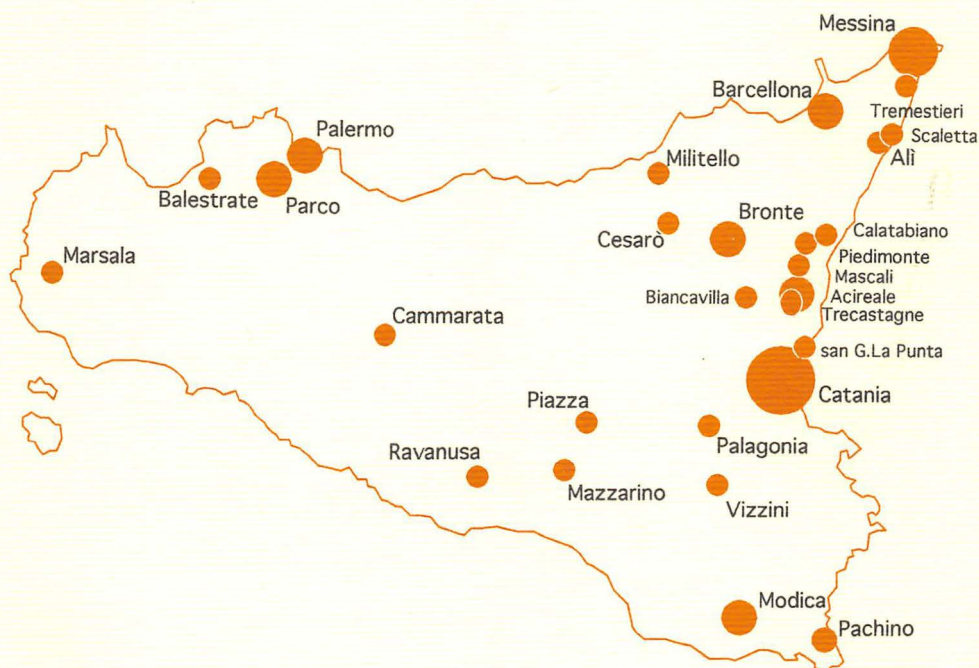 Messina
Barcellona
Tremestieri
Palermo
Scaletta
Alì
Militello
Balestrate
Parco
Bronte
Cesarò
Calatabiano
Marsala
Piedimonte
Mascali
Biancavilla
Acireale
Trecastagne
Cammarata
san G.La Punta
Catania
Piazza
Palagonia
Ravanusa
Mazzarino
Vizzini
Modica
Pachino